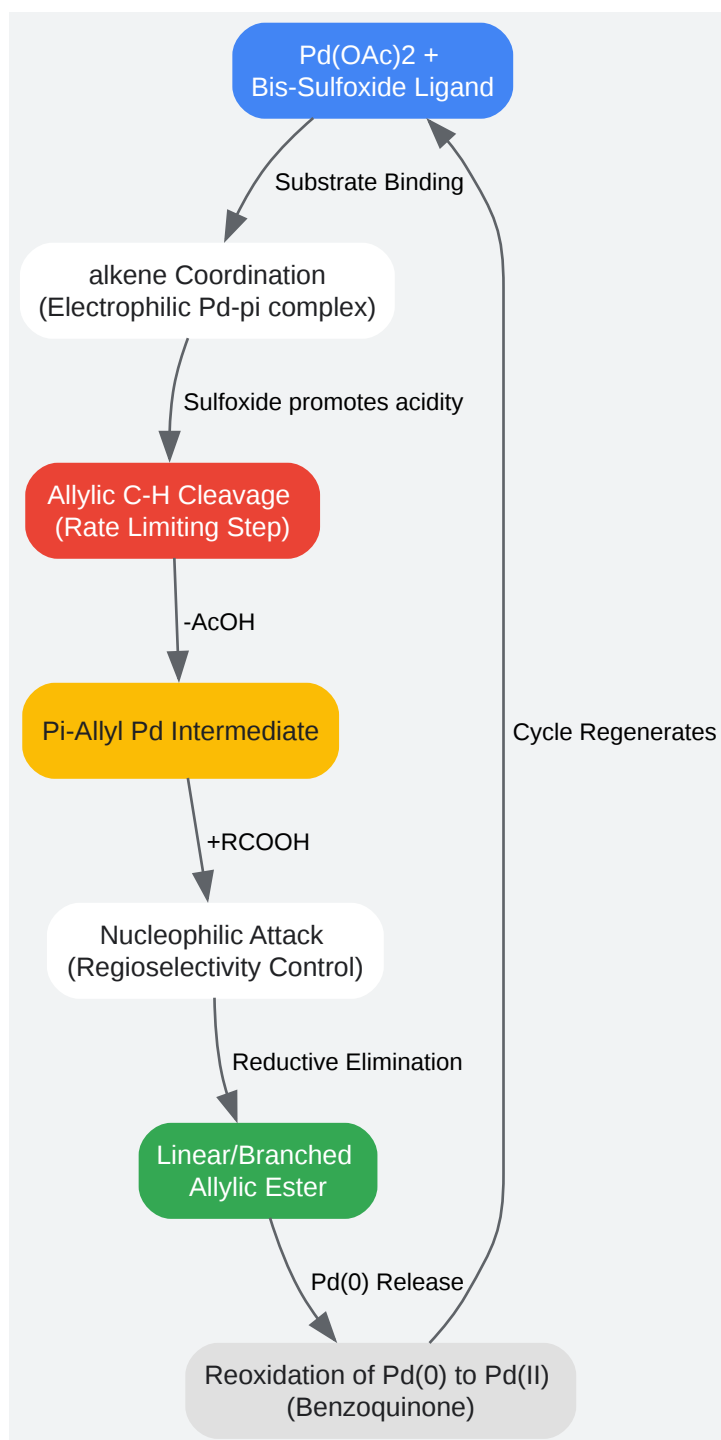 Pd(OAc)2 +
Bis-Sulfoxide Ligand
Substrate Binding
alkene Coordination
(Electrophilic Pd-pi complex)
Sulfoxide promotes acidity
Allylic C-H Cleavage
(Rate Limiting Step)
-AcOH
Pi-Allyl Pd Intermediate
Cycle Regenerates
+RCOOH
Nucleophilic Attack
(Regioselectivity Control)
Reductive Elimination
Linear/Branched
Allylic Ester
Pd(0) Release
Reoxidation of Pd(0) to Pd(II)
(Benzoquinone)